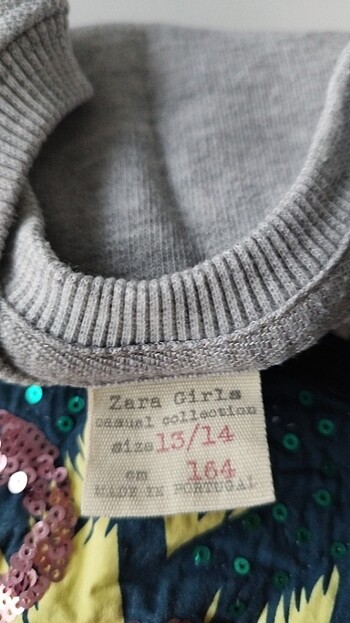 Zara Girls
casual collection
size 13/14
cm 164
MADE IN PORTUGAL